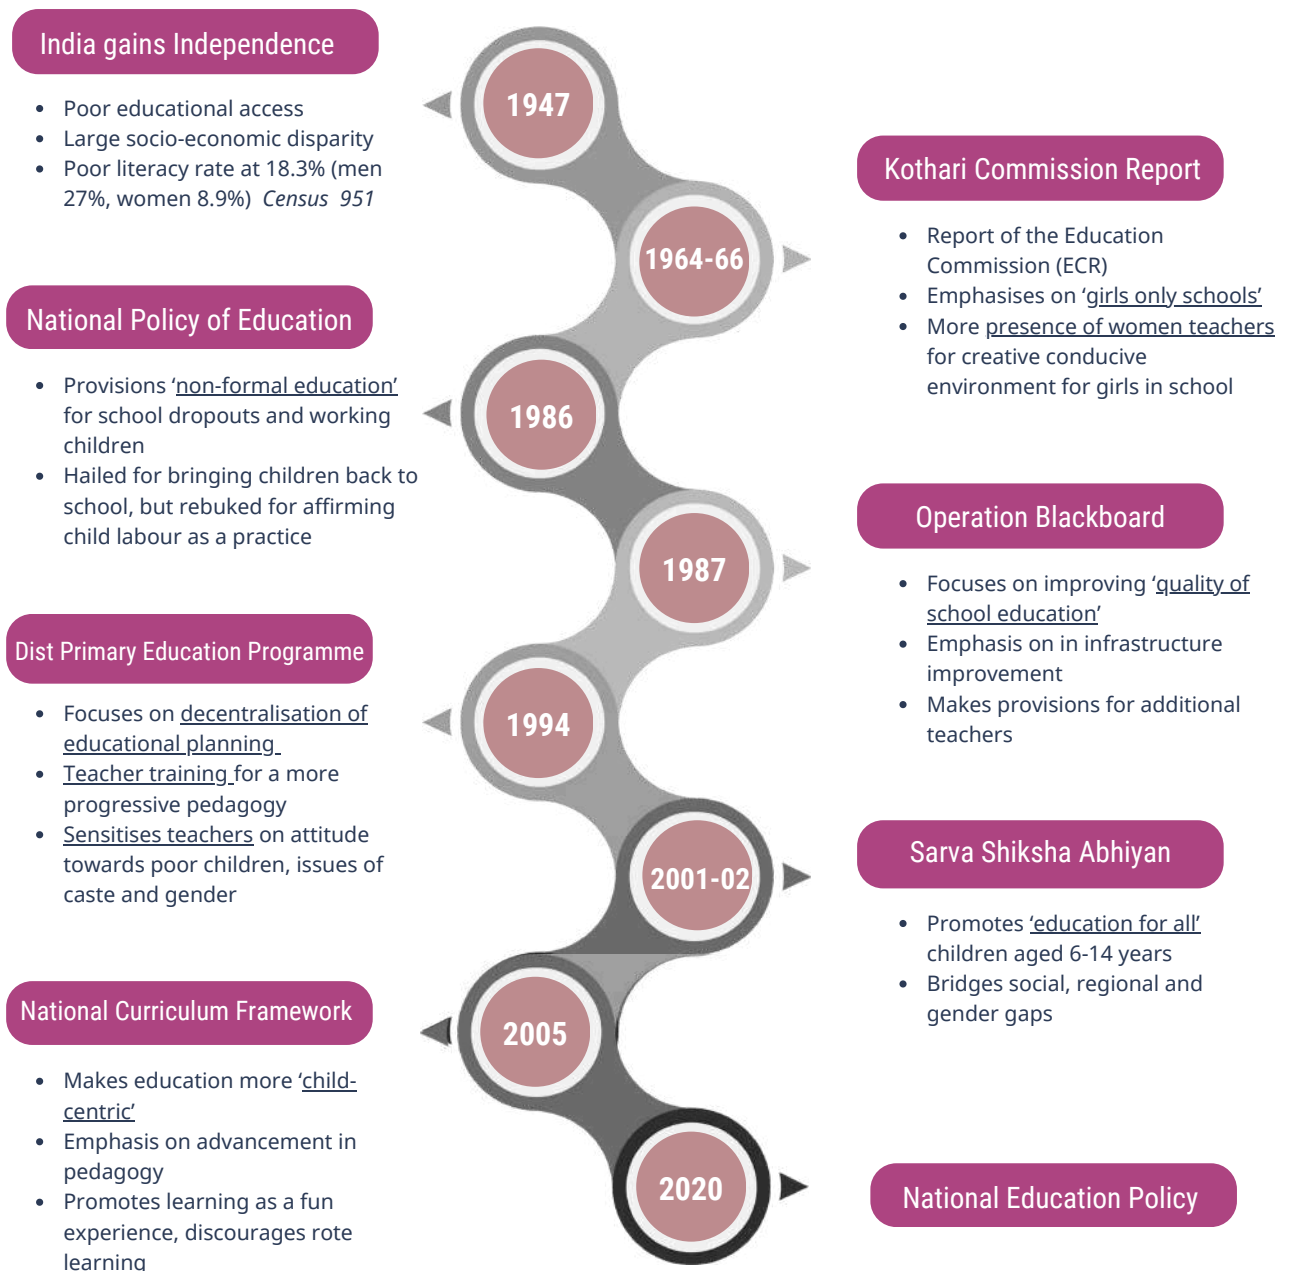 India gains Independence
• Poor educational access
• Large socio-economic disparity
• Poor literacy rate at 18.3% (men
27%, women 8.9%) Census 951
1947
Kothari Commission Report
• Report of the Education
Commission (ECR)
• Emphasises on ‘girls only schools’
• More presence of women teachers
for creative conducive
environment for girls in school
1964-66
National Policy of Education
• Provisions ‘non-formal education’
for school dropouts and working
children
• Hailed for bringing children back to
school, but rebuked for affirming
child labour as a practice
1986
Operation Blackboard
• Focuses on improving ‘quality of
school education’
• Emphasis on in infrastructure
improvement
• Makes provisions for additional
teachers
1987
Dist Primary Education Programme
• Focuses on decentralisation of
educational planning
• Teacher training for a more
progressive pedagogy
• Sensitises teachers on attitude
towards poor children, issues of
caste and gender
1994
Sarva Shiksha Abhiyan
• Promotes ‘education for all’
children aged 6-14 years
• Bridges social, regional and
gender gaps
2001-02
National Curriculum Framework
• Makes education more ‘child-
centric’
• Emphasis on advancement in
pedagogy
• Promotes learning as a fun
experience, discourages rote
learning
2005
National Education Policy
2020